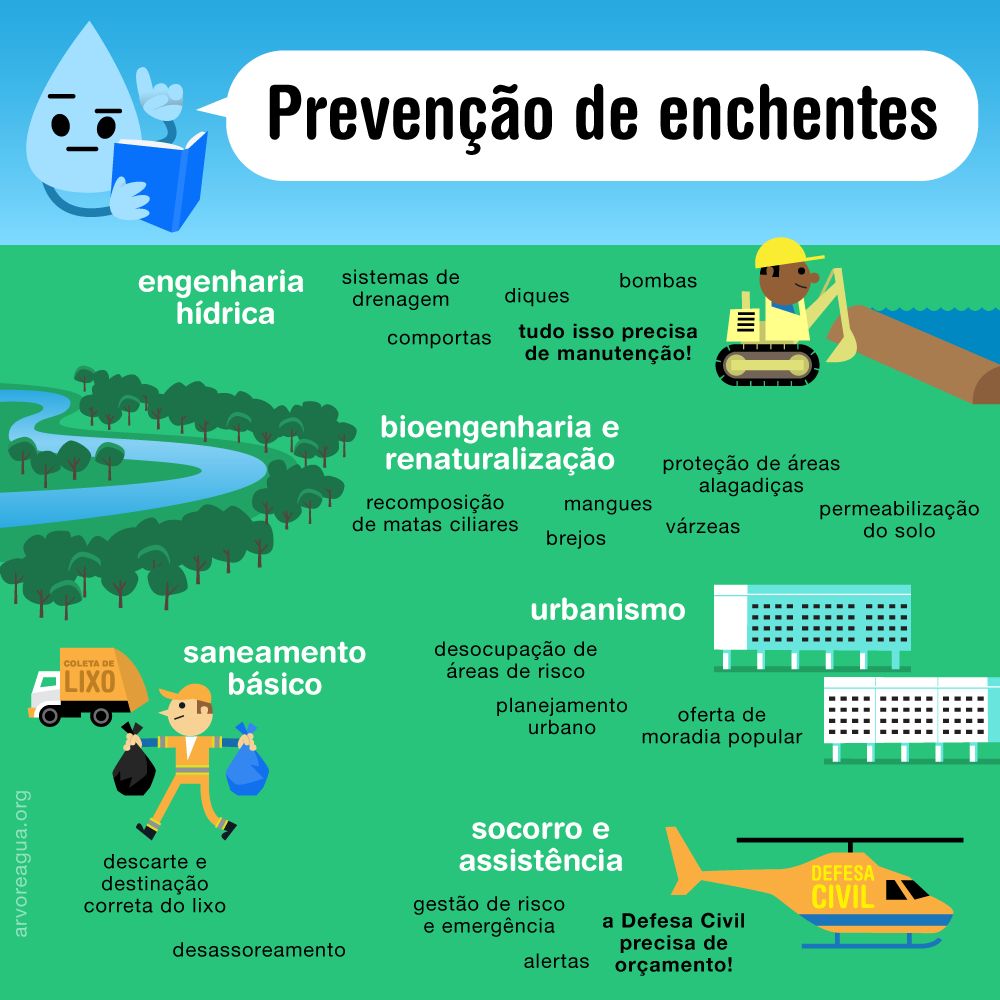 Prevenção de enchentes
engenharia
hídrica
sistemas de
drenagem
diques
bombas
comportas
tudo isso precisa
de manutenção!
bioengenharia e
renaturalização
proteção de áreas
alagadiças
recomposição
de matas ciliares
mangues
brejos
várzeas
permeabilização
do solo
urbanismo
desocupação de
áreas de risco
planejamento
urbano
oferta de
moradia popular
saneamento
básico
COLETA DE
LIXO
descarte e
destinação
correta do lixo
desassoreamento
socorro e
assistência
gestão de risco
e emergência
alertas
a Defesa Civil
precisa de
orçamento!
DEFESA
CIVIL
arvoreagua.org